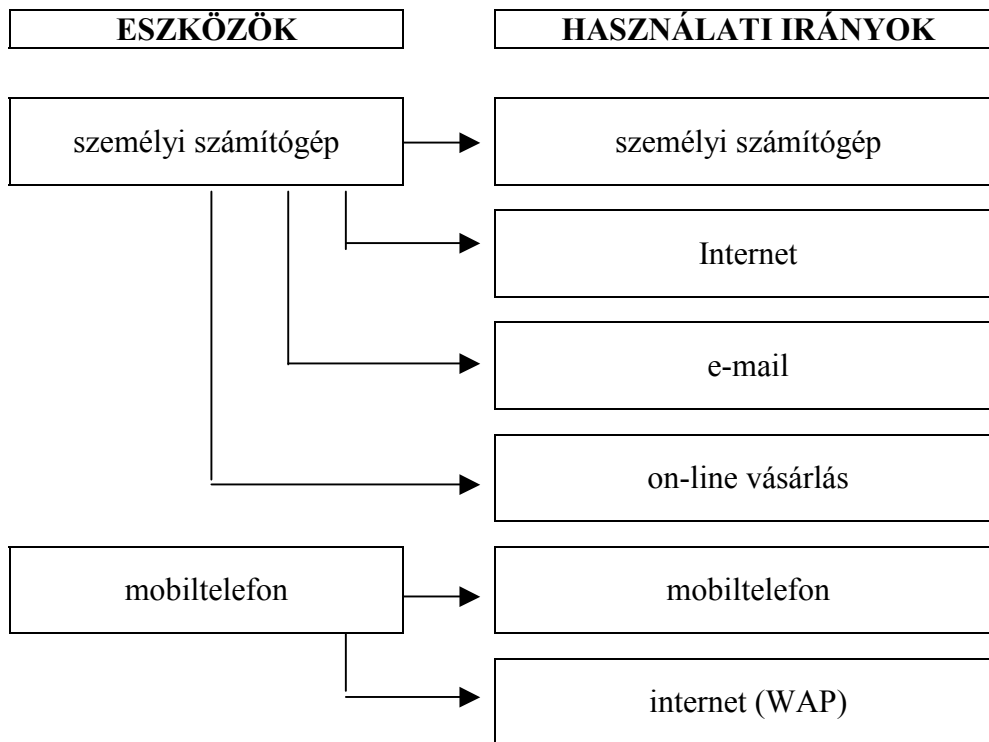 ESZKÖZÖK
HASZNÁLATI IRÁNYOK
személyi számítógép
személyi számítógép
Internet
e-mail
on-line vásárlás
mobiltelefon
mobiltelefon
internet (WAP)